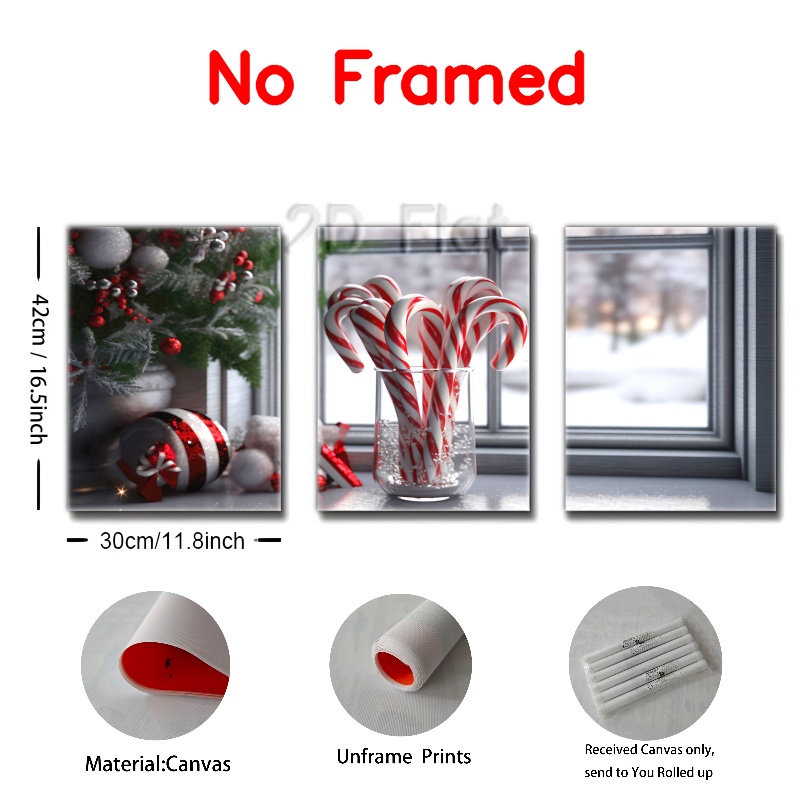 No Framed
2D Flat
42cm / 16.5inch
30cm/11.8inch
Material:Canvas
Unframe Prints
Received Canvas only,
send to You Rolled up